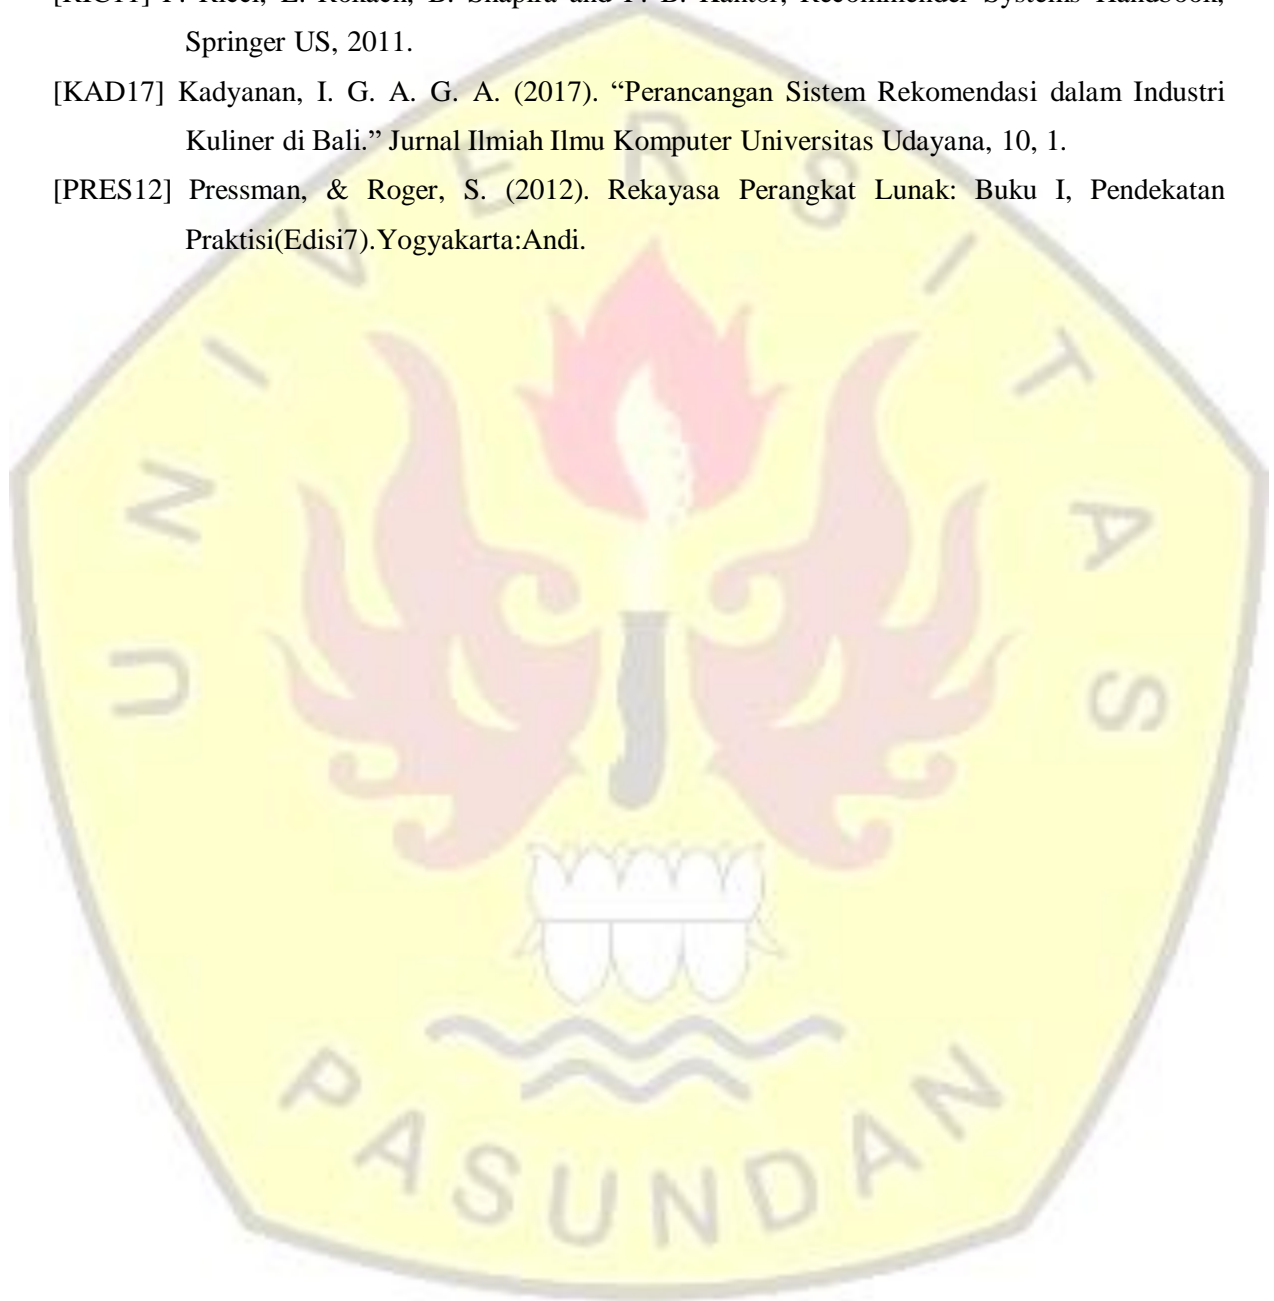 [RIC11] F. Ricci, L. Rokach, B. Shapira and P. B. Kantor, Recommender Systems Handbook,
Springer US, 2011.
[KAD17] Kadyanan, I. G. A. G. A. (2017). “Perancangan Sistem Rekomendasi dalam Industri
Kuliner di Bali.” Jurnal Ilmiah Ilmu Komputer Universitas Udayana, 10, 1.
[PRES12] Pressman, & Roger, S. (2012). Rekayasa Perangkat Lunak: Buku I, Pendekatan
Praktisi(Edisi7).Yogyakarta:Andi.
UNIVERSITAS
PASUNDAN